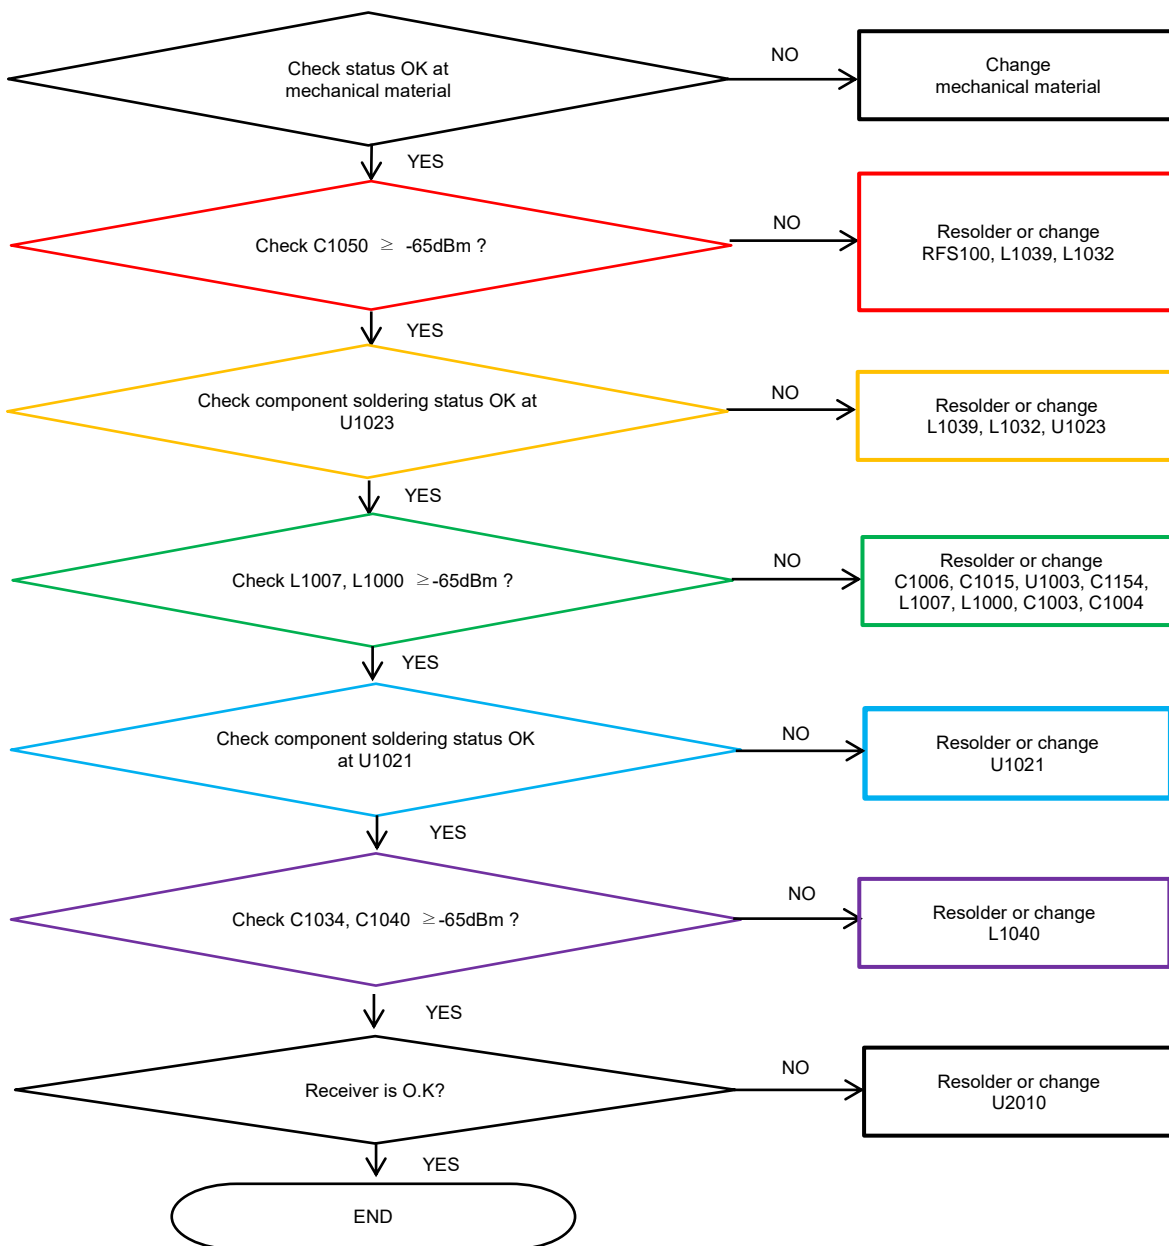 Check status OK at
mechanical material
NO
Change
mechanical material
YES
Check C1050 ≥ -65dBm ?
NO
Resolder or change
RFS100, L1039, L1032
YES
Check component soldering status OK at
U1023
NO
Resolder or change
L1039, L1032, U1023
YES
Check L1007, L1000 ≥-65dBm ?
NO
Resolder or change
C1006, C1015, U1003, C1154,
L1007, L1000, C1003, C1004
YES
Check component soldering status OK
at U1021
NO
Resolder or change
U1021
YES
Check C1034, C1040 ≥-65dBm ?
NO
Resolder or change
L1040
YES
Receiver is O.K?
NO
Resolder or change
U2010
YES
END